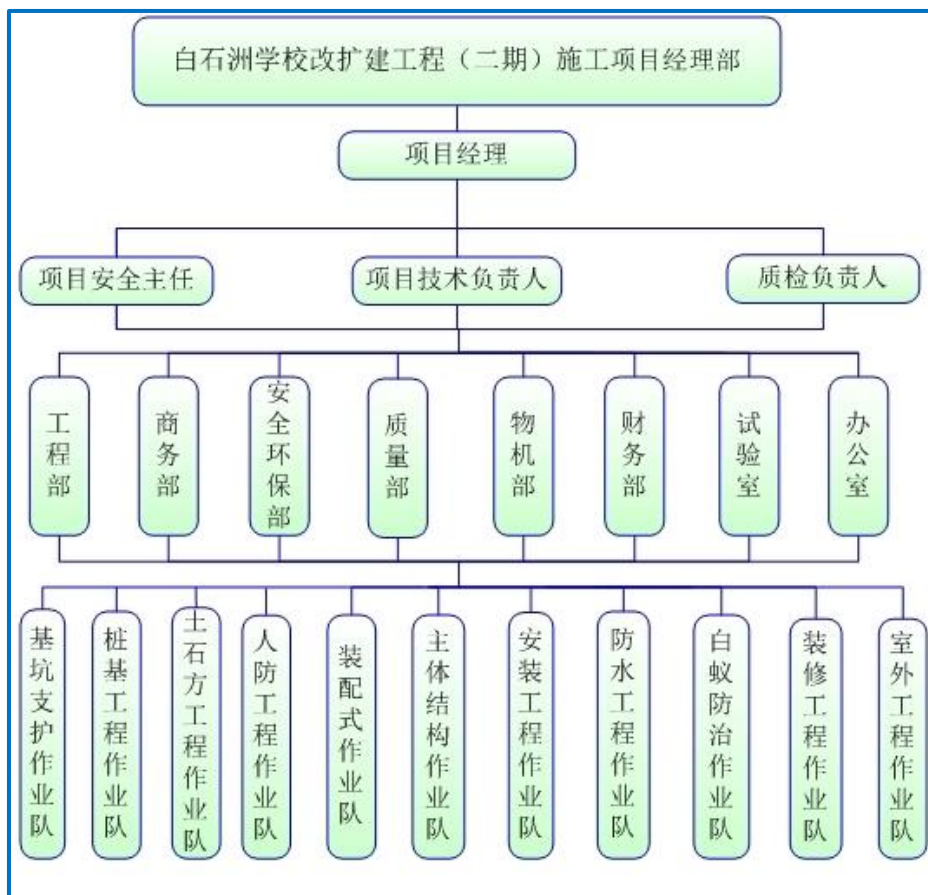 白石洲学校改扩建工程（二期）施工项目经理部
项目经理
项目安全主任
项目技术负责人
质检负责人
工程部
商务部
安全环保部
质量部
物机部
财务部
试验室
办公室
基坑支护作业队
桩基工程作业队
土石方工程作业队
人防工程作业队
装配式作业队
主体结构作业队
安装工程作业队
防水工程作业队
白蚁防治作业队
装修工程作业队
室外工程作业队